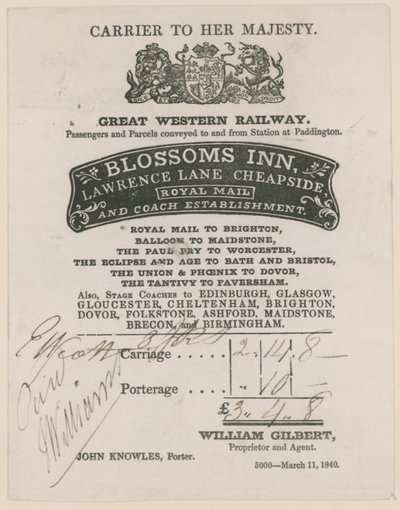 CARRIER TO HER MAJESTY.
GREAT WESTERN RAILWAY.
Passengers and Parcels conveyed to and from Station at Paddington.
BLOSSOMS INN,
LAWRENCE LANE CHEAPSIDE,
ROYAL MAIL
AND COACH ESTABLISHMENT.
ROYAL MAIL TO BRIGHTON,
BALLOON TO MAIDSTONE,
THE PAUL PRY TO WORCESTER,
THE ECLIPSE AND AGE TO BATH AND BRISTOL,
THE UNION & PHŒNIX TO DOVOR,
THE TANTIVY TO FAVERSHAM.
Also, Stage Coaches to EDINBURGH, GLASGOW,
GLOUCESTER, CHELTENHAM, BRIGHTON,
DOVOR, FOLKSTONE, ASHFORD, MAIDSTONE,
BRECON, and BIRMINGHAM.
Carriage .... 2 " 14 " 8 —
Porterage .... " 10 —
£3 " 4 " 8
Paid
Williams
WILLIAM GILBERT,
Proprietor and Agent.
JOHN KNOWLES, Porter.
5000—March 11, 1840.